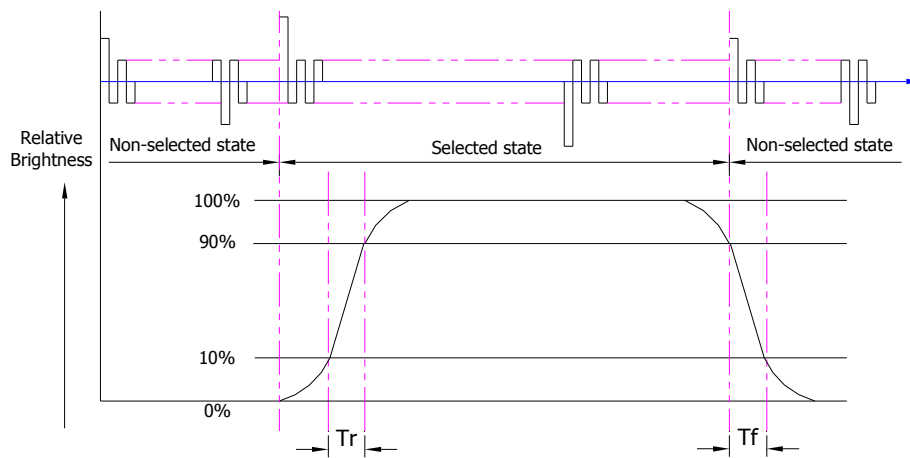 Relative
Brightness
Non-selected state
Selected state
Non-selected state
100%
90%
10%
0%
Tr
Tf